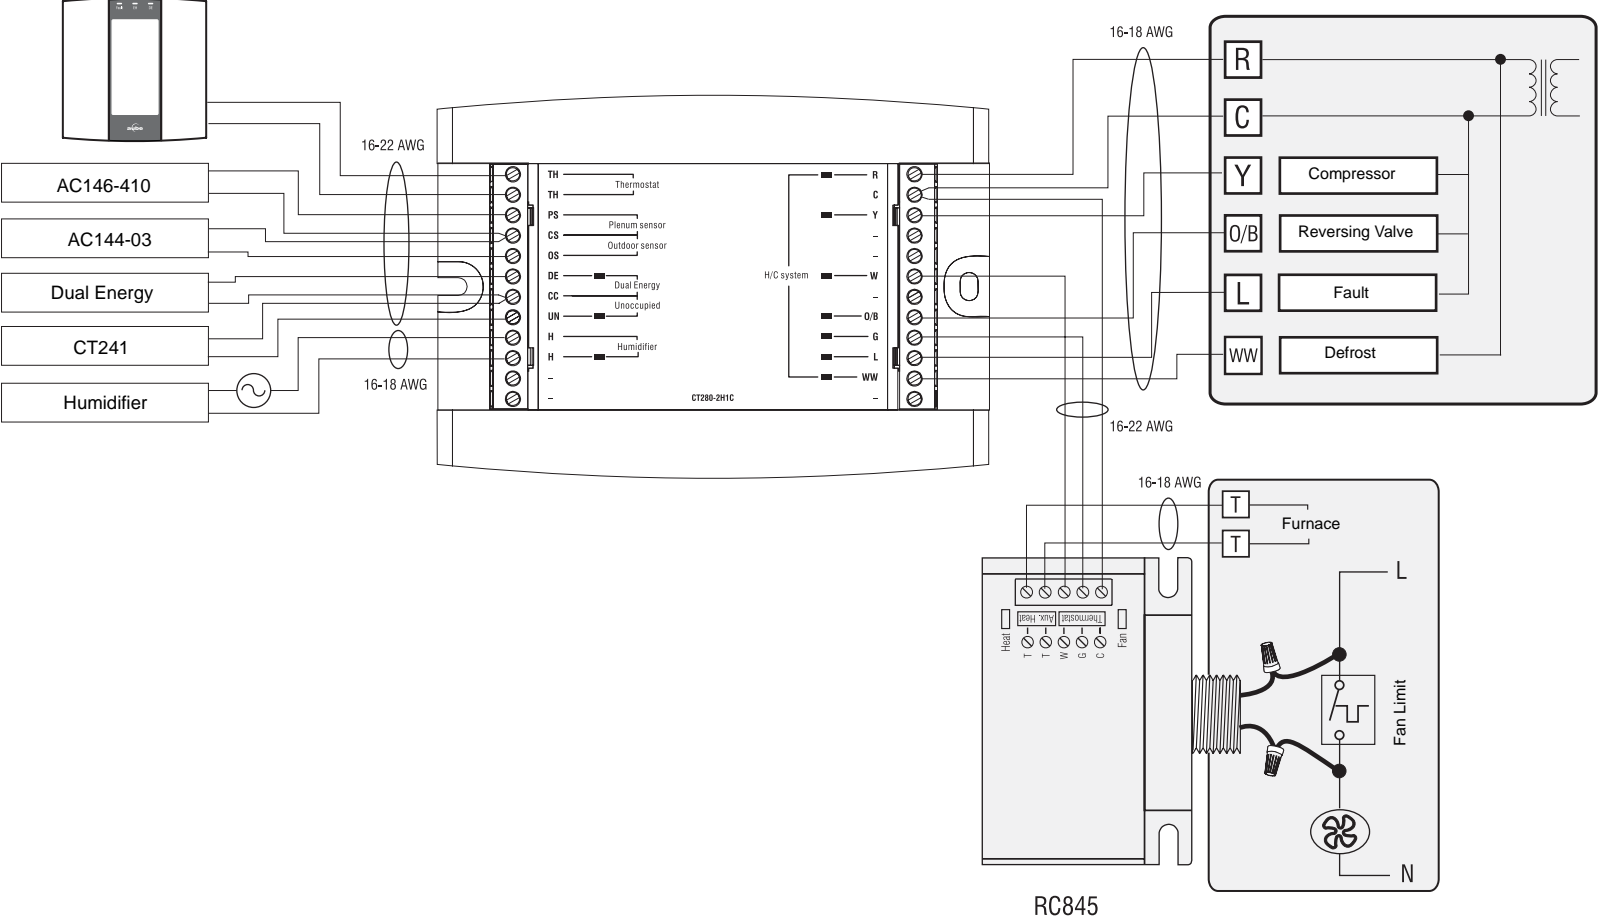 aube
AC146-410
AC144-03
Dual Energy
CT241
Humidifier
16-22 AWG
16-18 AWG
TH
TH
Thermostat
PS
CS
Plenum sensor
OS
Outdoor sensor
DE
CC
Dual Energy
UN
Unoccupied
H
H
Humidifier
–
–
CT280-2H1C
H/C system
R
C
Y
–
–
W
–
O/B
G
L
WW
–
16-18 AWG
16-22 AWG
R
C
Y
Compressor
O/B
Reversing Valve
L
Fault
WW
Defrost
16-18 AWG
T
T
Furnace
L
Fan Limit
N
Heat
Aux. Heat
Thermostat
Fan
T
T
W
G
C
RC845